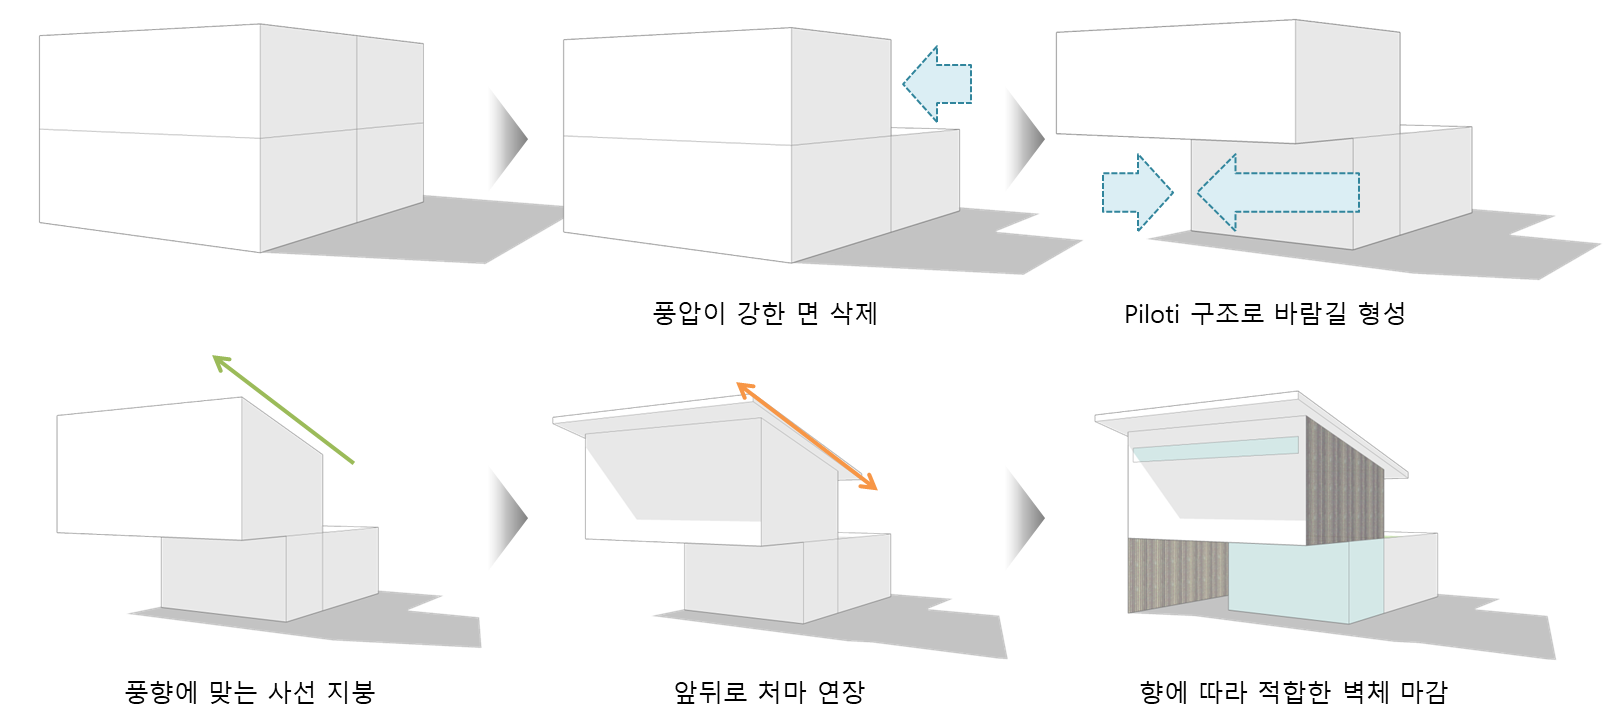 풍압이 강한 면 삭제
Piloti 구조로 바람길 형성
풍향에 맞는 사선 지붕
앞뒤로 처마 연장
향에 따라 적합한 벽체 마감